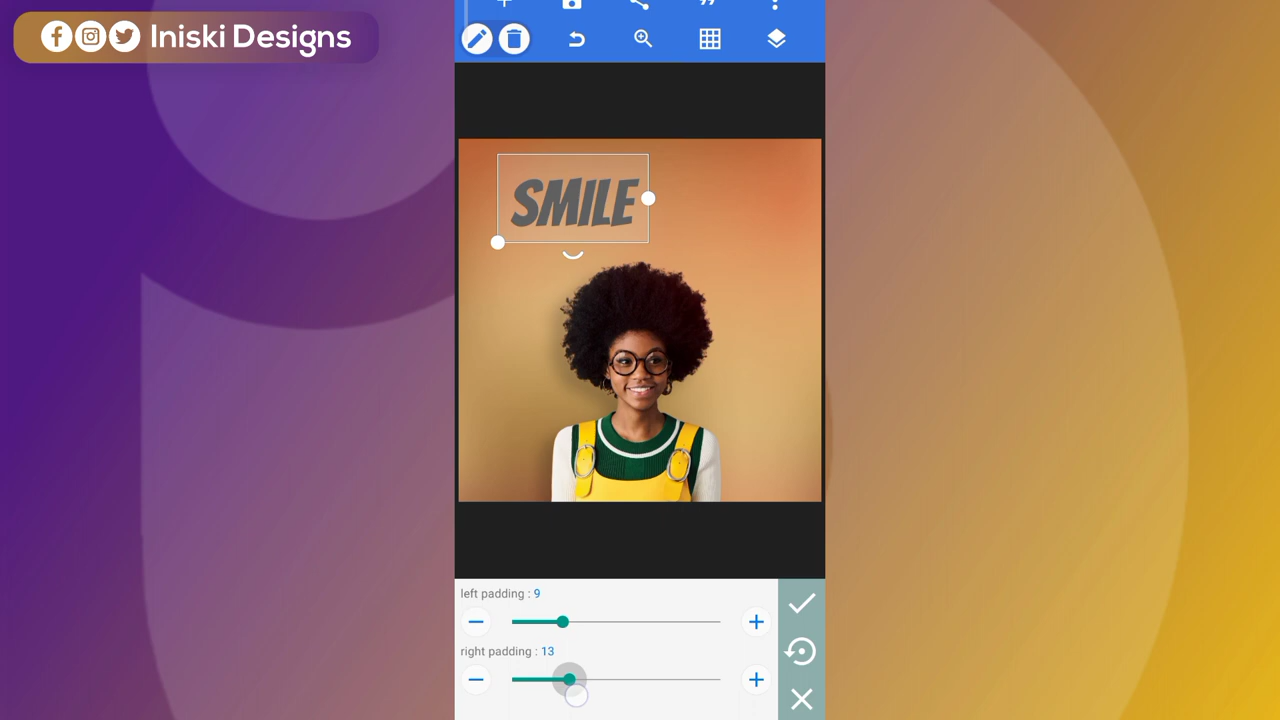 Iniski Designs
SMILE
left padding : 9
right padding : 13